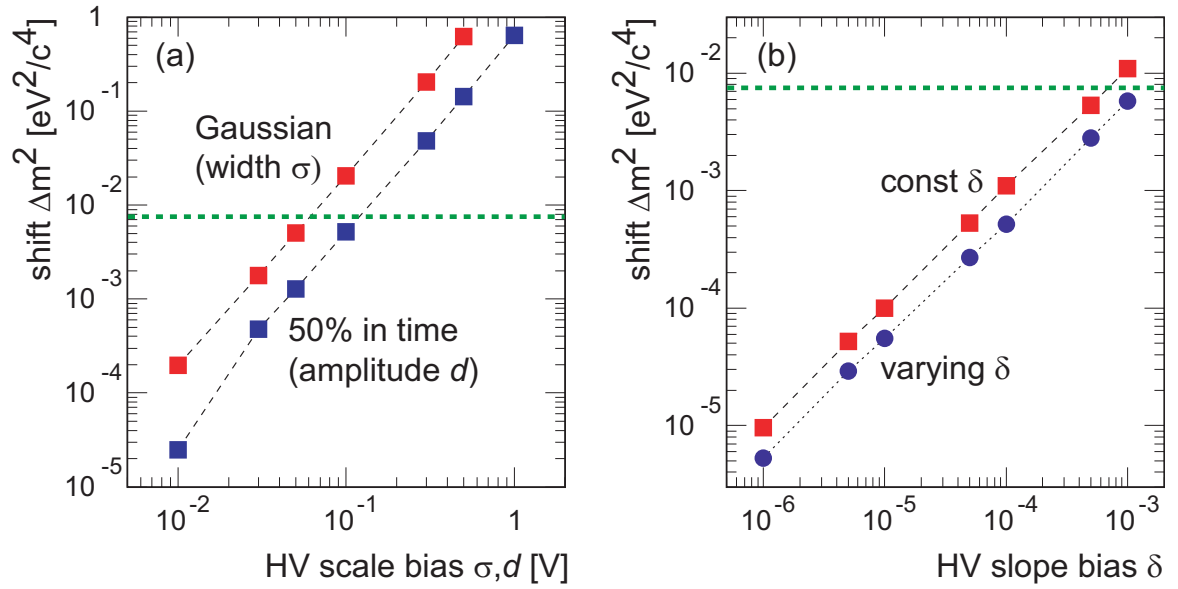 (a)
shift Δm² [eV²/c⁴]
1
10⁻¹
10⁻²
10⁻³
10⁻⁴
10⁻⁵
Gaussian
(width σ)
50% in time
(amplitude d)
10⁻² 10⁻¹ 1
HV scale bias σ,d [V]
(b)
shift Δm² [eV²/c⁴]
10⁻²
10⁻³
10⁻⁴
10⁻⁵
const δ
varying δ
10⁻⁶ 10⁻⁵ 10⁻⁴ 10⁻³
HV slope bias δ